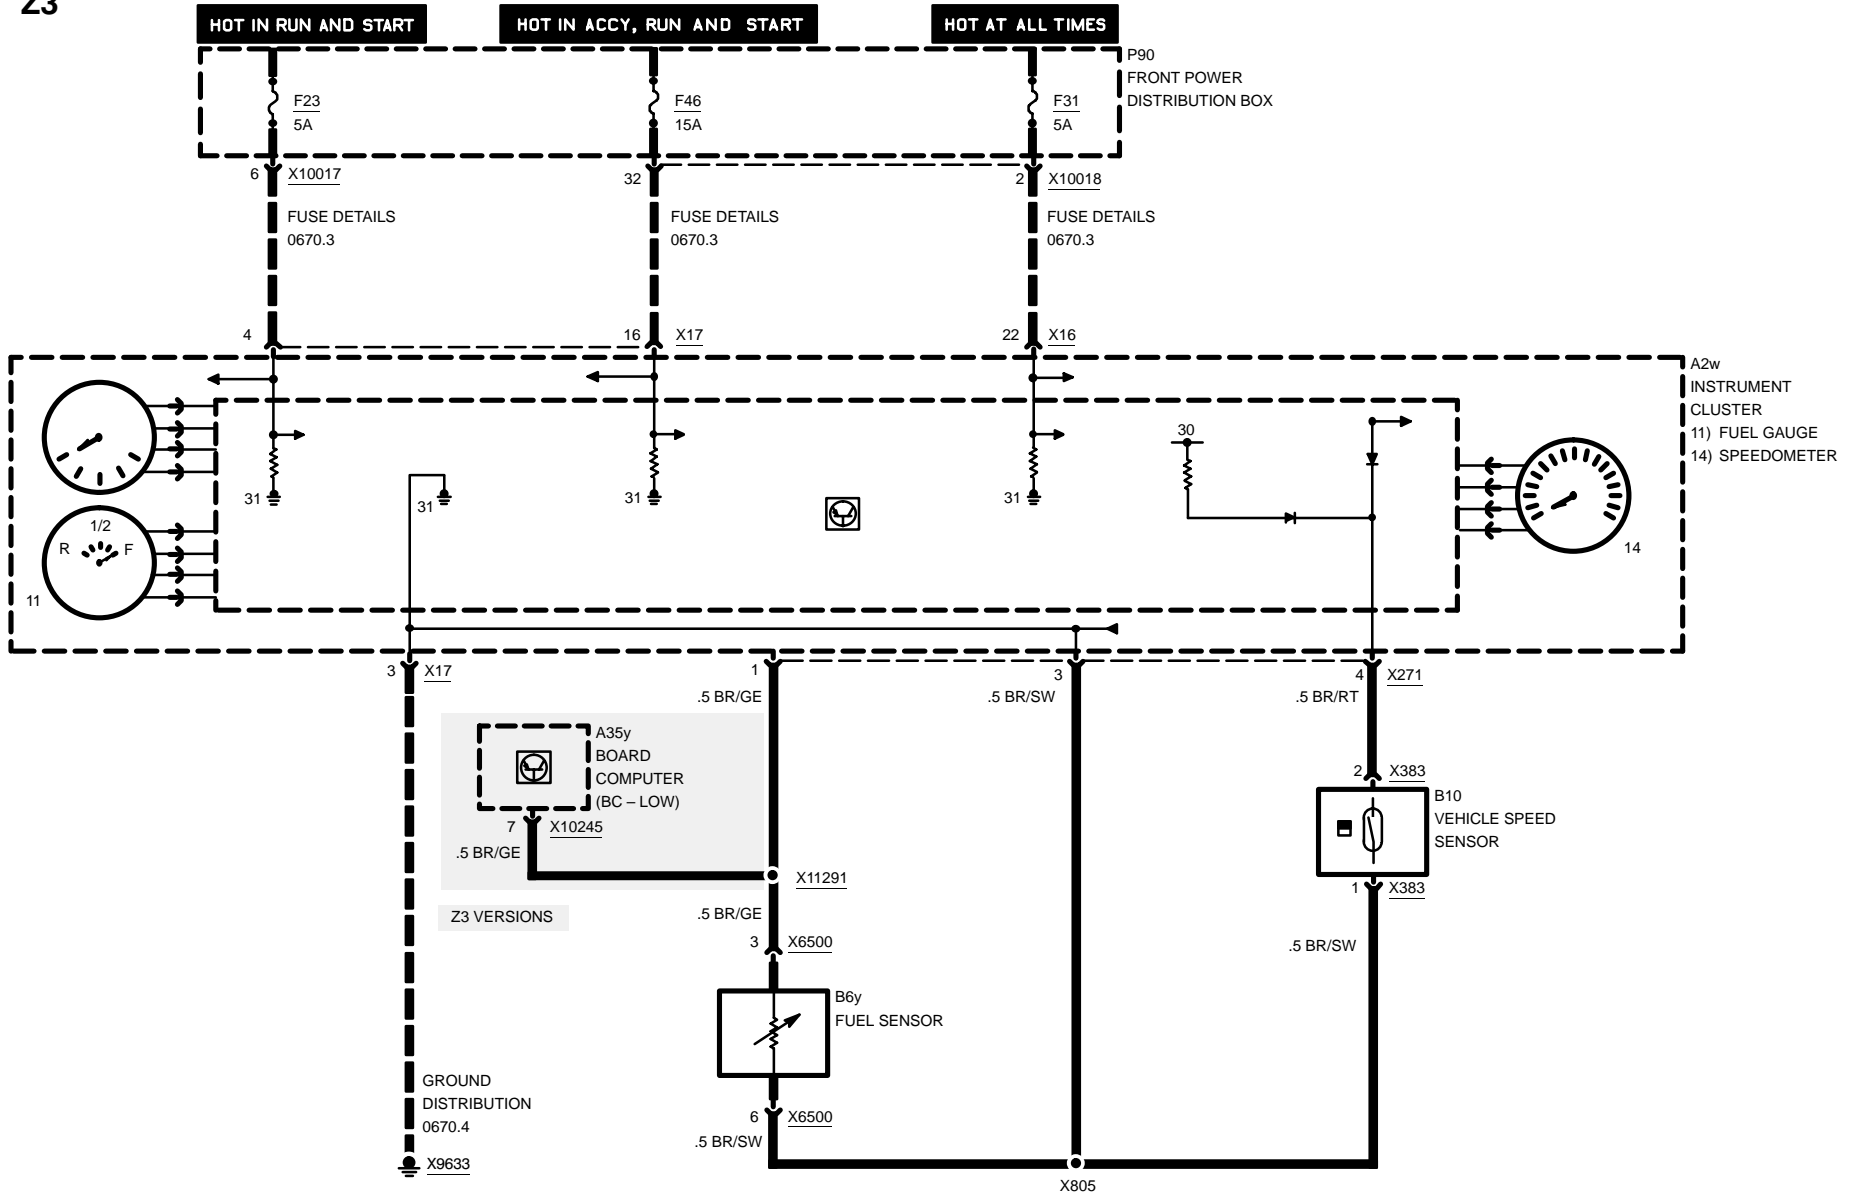 Z3
HOT IN RUN AND START
HOT IN ACCY, RUN AND START
HOT AT ALL TIMES
P90
FRONT POWER
DISTRIBUTION BOX
F23
5A
F46
15A
F31
5A
6
X10017
32
2
X10018
FUSE DETAILS
0670.3
FUSE DETAILS
0670.3
FUSE DETAILS
0670.3
4
16
X17
22
X16
A2w
INSTRUMENT
CLUSTER
11) FUEL GAUGE
14) SPEEDOMETER
30
31
31
31
31
1/2
R
F
11
14
3
X17
1
3
4
X271
.5 BR/GE
.5 BR/SW
.5 BR/RT
A35y
BOARD
COMPUTER
(BC – LOW)
7
X10245
.5 BR/GE
2
X383
B10
VEHICLE SPEED
SENSOR
1
X383
X11291
Z3 VERSIONS
.5 BR/GE
3
X6500
.5 BR/SW
B6y
FUEL SENSOR
GROUND
DISTRIBUTION
0670.4
6
X6500
.5 BR/SW
X9633
X805